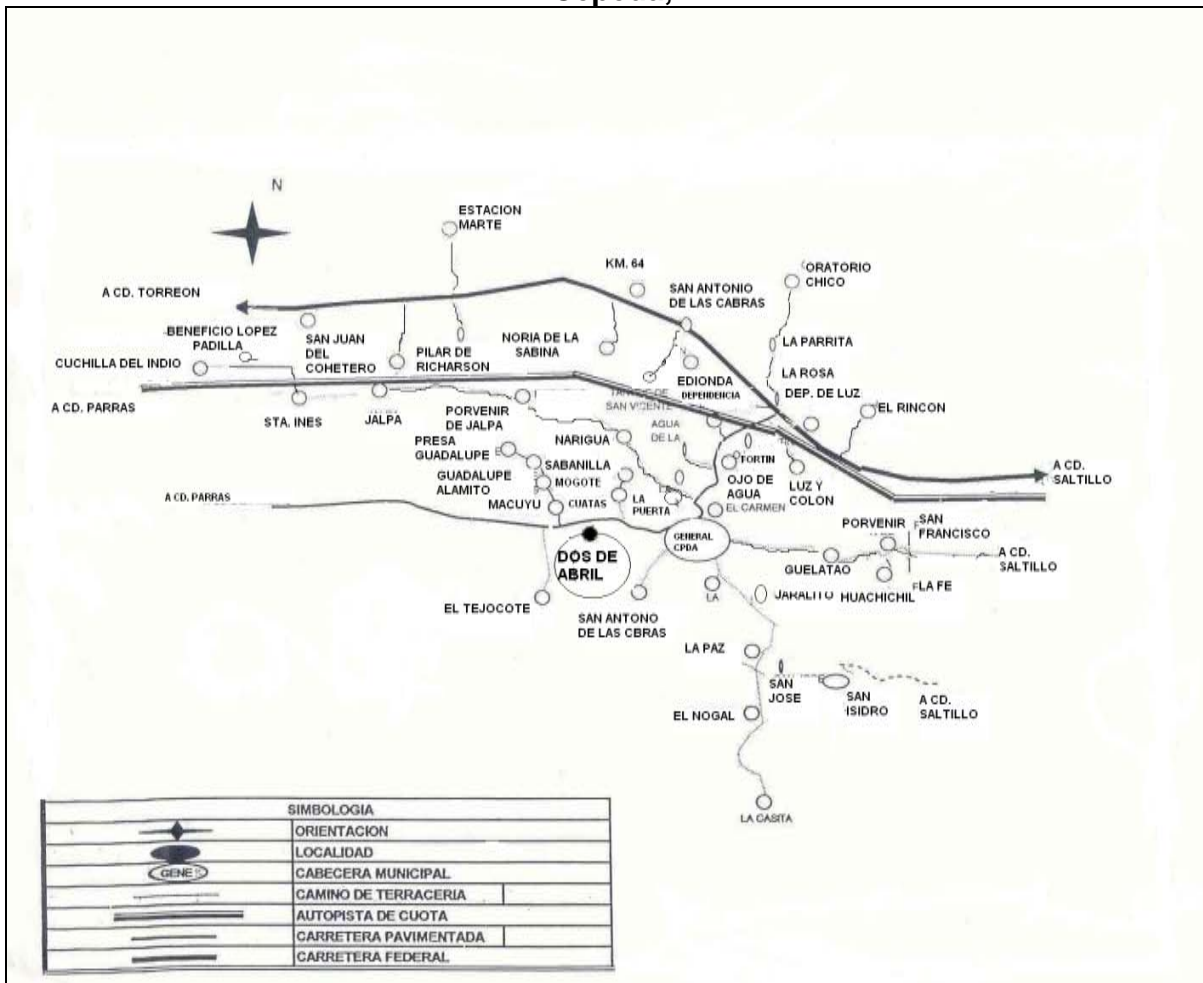 N
ESTACION
MARTE
A CD. TORREON
KM. 64
SAN ANTONIO
DE LAS CABRAS
ORATORIO
CHICO
BENEFICIO LOPEZ
PADILLA
CUCHILLA DEL INDIO
SAN JUAN
DEL
COHETERO
PILAR DE
RICHARSON
NORIA DE LA
SABINA
LA PARRITA
LA ROSA
EDIONDA
DEPENDENCIA
DEP. DE LUZ
EL RINCON
A CD. PARRAS
STA. INES
JALPA
PORVENIR
DE JALPA
SAN VICENTE
AGUA
DE LA
NARIGUA
PRESA
GUADALUPE
SABANILLA
MOGOTE
GUADALUPE
ALAMITO
MACUYU
CUATAS
LA
PUERTA
FORTIN
OJO DE
AGUA
EL CARMEN
LUZ Y
COLON
A CD.
SALTILLO
A CD. PARRAS
GENERAL
CPDA
DOS DE
ABRIL
PORVENIR
SAN
FRANCISCO
A CD.
SALTILLO
GUELATAO
HUACHICHIL
LA FE
EL TEJOCOTE
SAN ANTONO
DE LAS CBRAS
LA
JARALITO
LA PAZ
SAN
JOSE
SAN
ISIDRO
A CD.
SALTILLO
EL NOGAL
LA CASITA
SIMBOLOGIA
ORIENTACION
LOCALIDAD
GENE
CABECERA MUNICIPAL
CAMINO DE TERRACERIA
AUTOPISTA DE CUOTA
CARRETERA PAVIMENTADA
CARRETERA FEDERAL